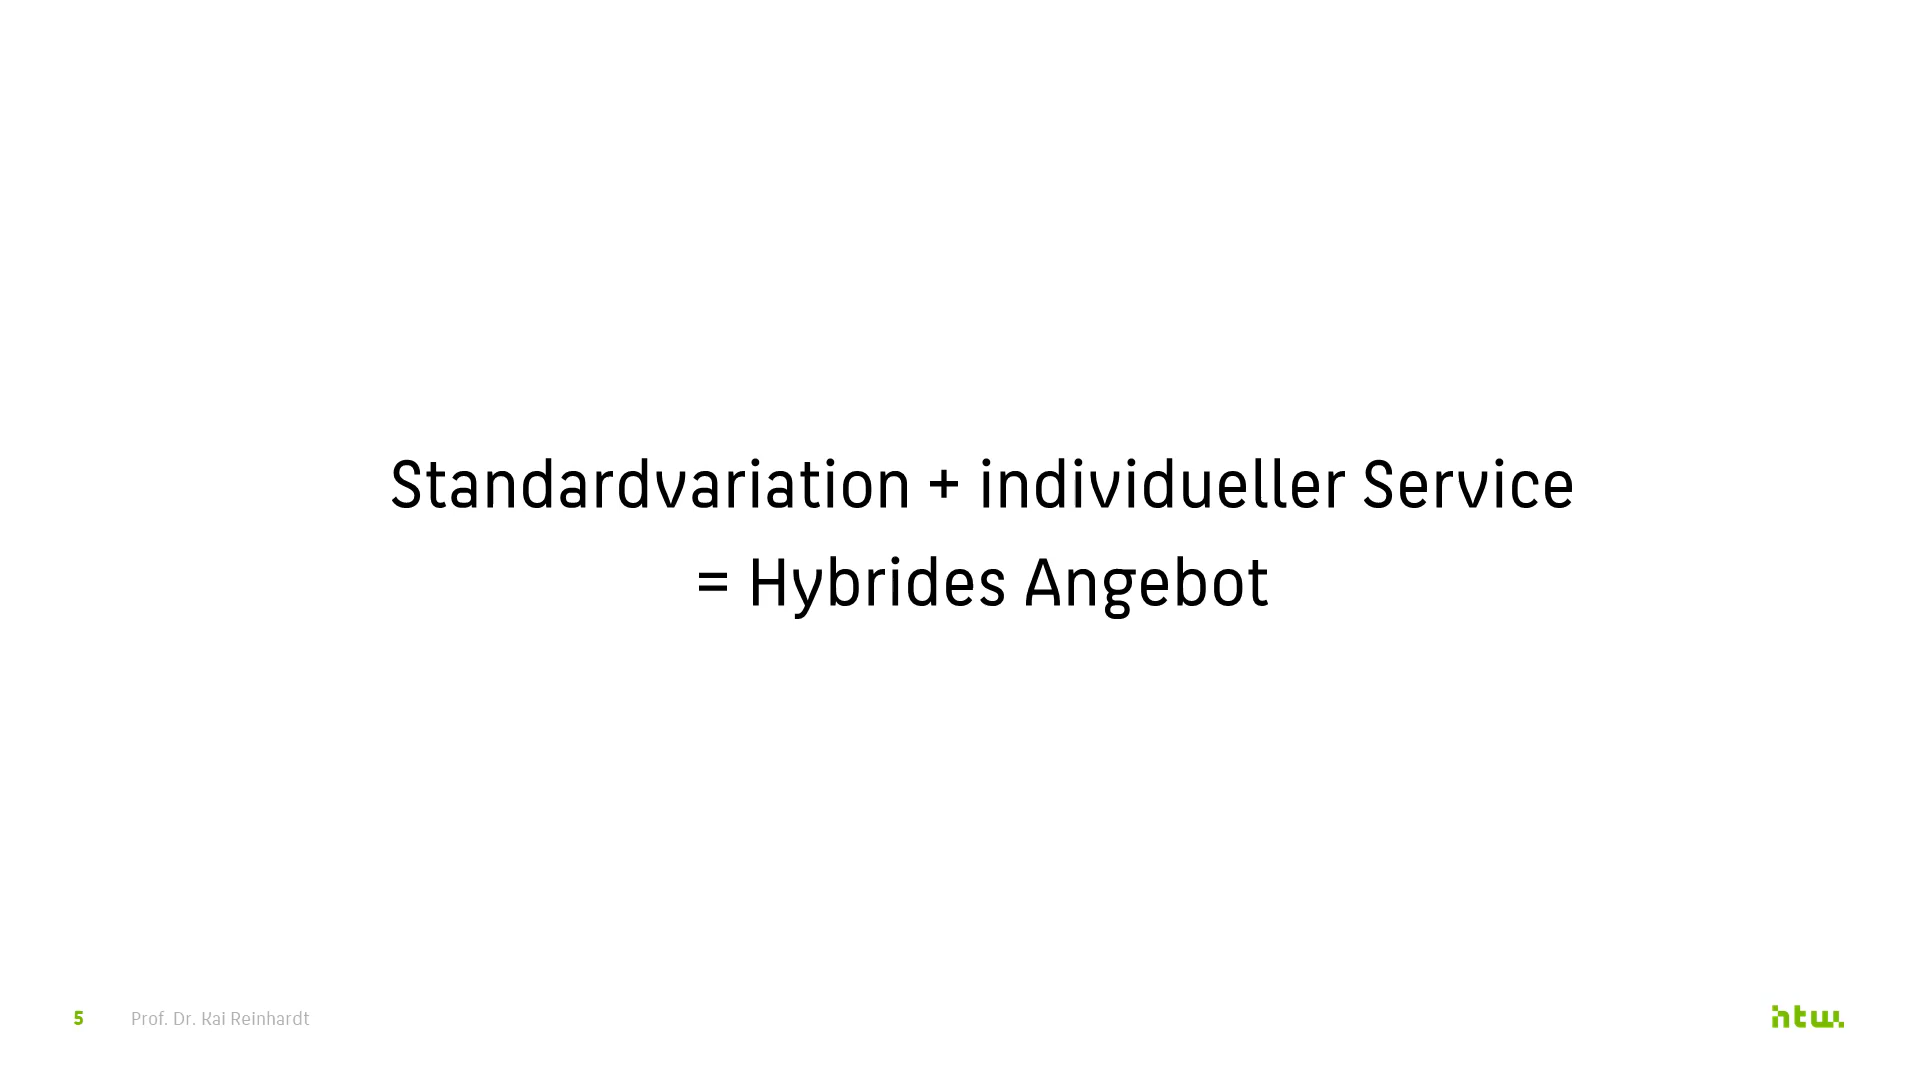 Standardvariation + individueller Service
= Hybrides Angebot
5 Prof. Dr. Kai Reinhardt
htw.